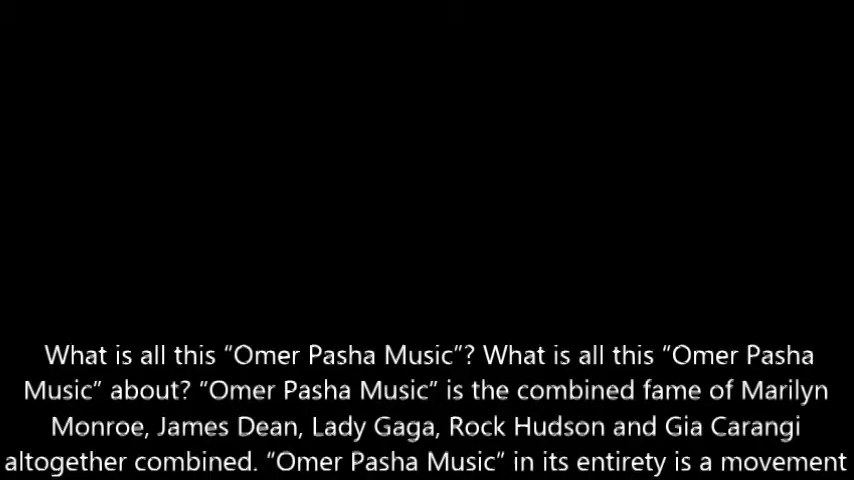 What is all this “Omer Pasha Music”? What is all this “Omer Pasha
Music” about? “Omer Pasha Music” is the combined fame of Marilyn
Monroe, James Dean, Lady Gaga, Rock Hudson and Gia Carangi
altogether combined. “Omer Pasha Music” in its entirety is a movement